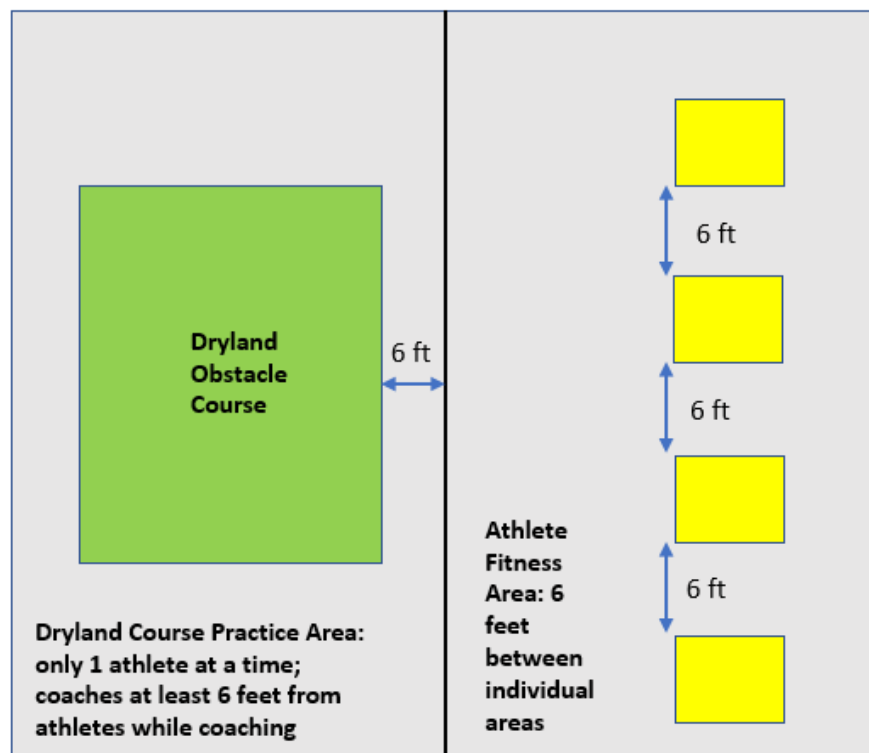 Dryland
Obstacle
Course
6 ft
Dryland Course Practice Area:
only 1 athlete at a time;
coaches at least 6 feet from
athletes while coaching
6 ft
6 ft
6 ft
Athlete
Fitness
Area: 6
feet
between
individual
areas